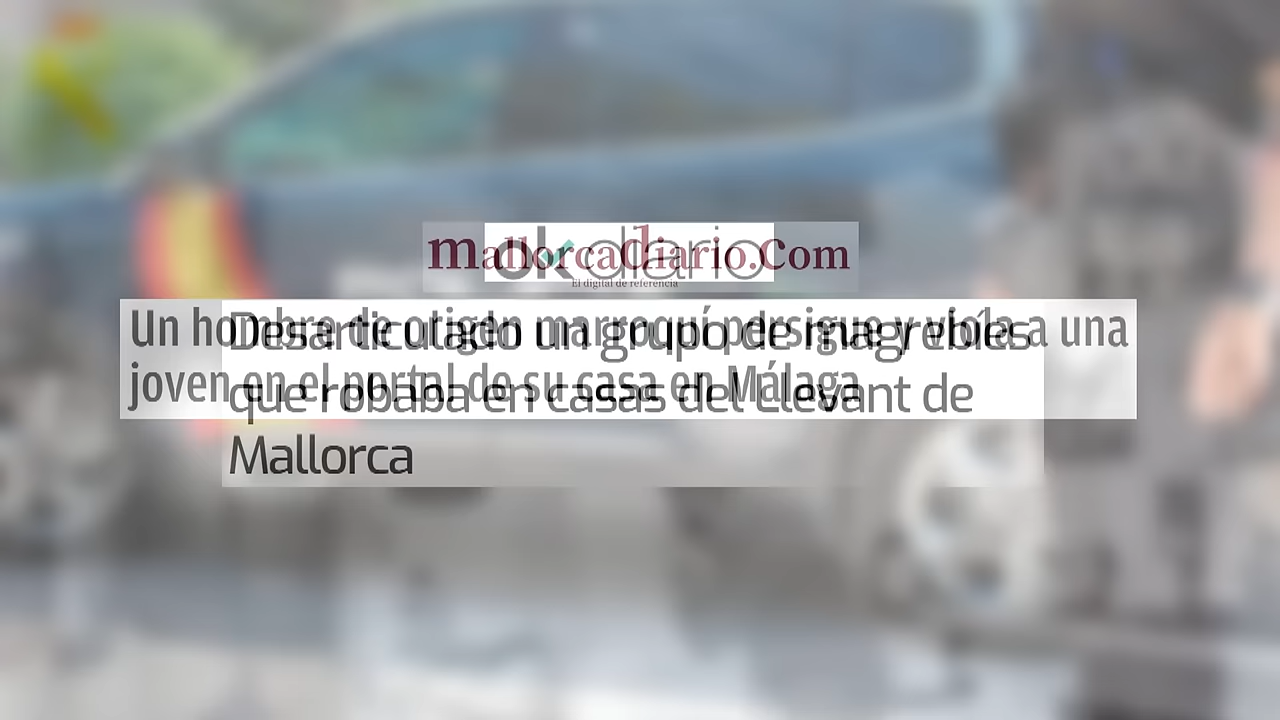 mallorcadiario.Com
okdiario
El digital de referencia
Un hombre de origen marroquí persigue y viola a una
joven en el portal de su casa en Málaga
Desarticulado un grupo de magrebíes
que robaba en casas del Llevant de
Mallorca